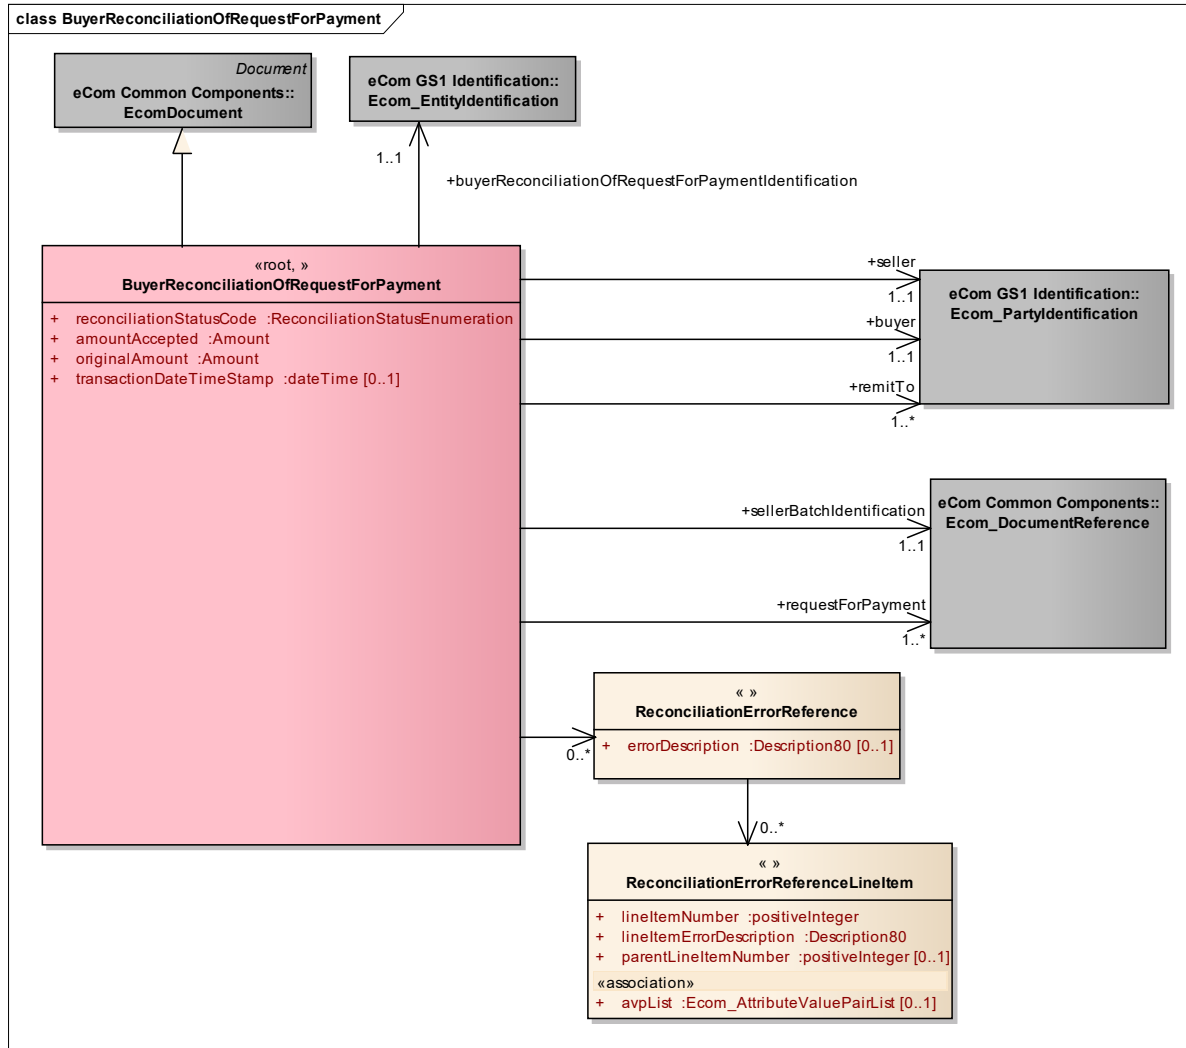 class BuyerReconciliationOfRequestForPayment
Document
eCom Common Components::
EcomDocument
eCom GS1 Identification::
Ecom_EntityIdentification
1..1
+buyerReconciliationOfRequestForPaymentIdentification
«root, »
BuyerReconciliationOfRequestForPayment
+ reconciliationStatusCode :ReconciliationStatusEnumeration
+ amountAccepted :Amount
+ originalAmount :Amount
+ transactionDateTimeStamp :dateTime [0..1]
+seller
1..1
+buyer
1..1
+remitTo
1..*
eCom GS1 Identification::
Ecom_PartyIdentification
+sellerBatchIdentification
1..1
+requestForPayment
1..*
eCom Common Components::
Ecom_DocumentReference
0..*
« »
ReconciliationErrorReference
+ errorDescription :Description80 [0..1]
0..*
« »
ReconciliationErrorReferenceLineItem
+ lineItemNumber :positiveInteger
+ lineItemErrorDescription :Description80
+ parentLineItemNumber :positiveInteger [0..1]
«association»
+ avpList :Ecom_AttributeValuePairList [0..1]